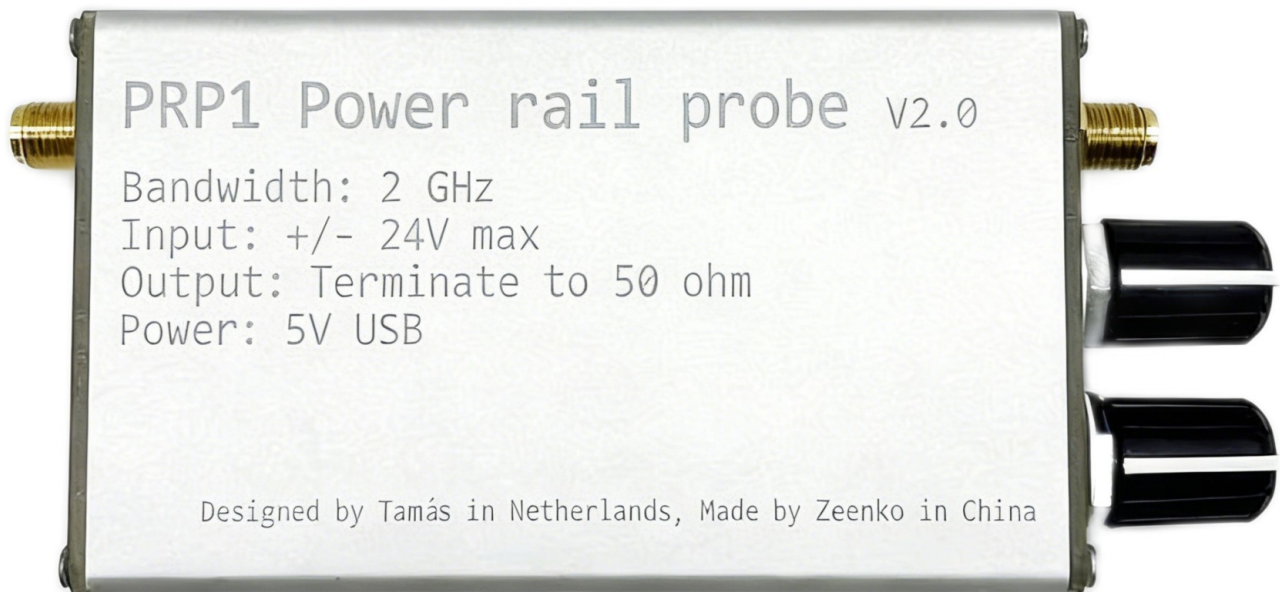 PRP1 Power rail probe V2.0
Bandwidth: 2 GHz
Input: +/- 24V max
Output: Terminate to 50 ohm
Power: 5V USB
Designed by Tamás in Netherlands, Made by Zeenko in China